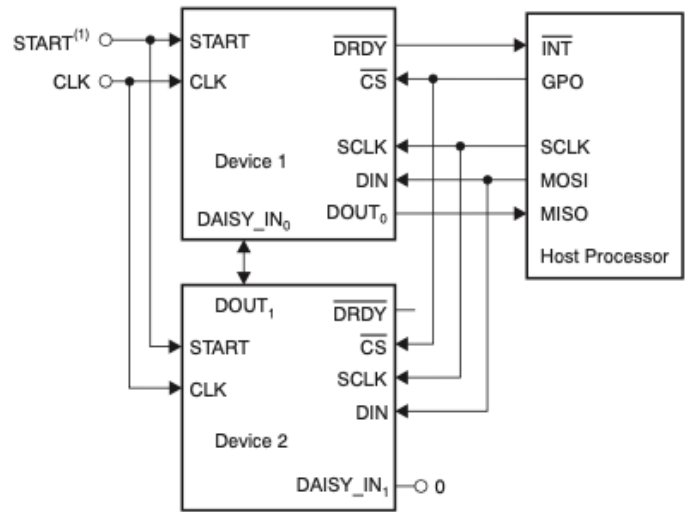 START(1)
CLK
START
CLK
Device 1
DAISY_IN0
DRDY
CS
SCLK
DIN
DOUT0
INT
GPO
SCLK
MOSI
MISO
Host Processor
DOUT1
START
CLK
Device 2
DRDY
CS
SCLK
DIN
DAISY_IN1
0